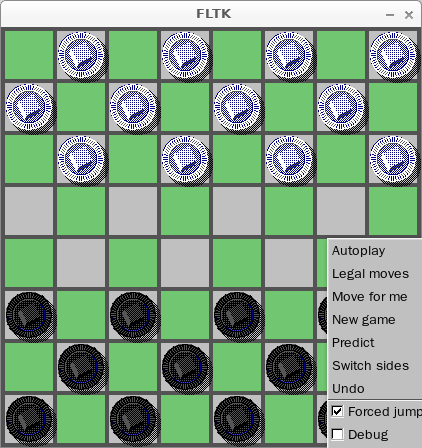 FLTK
Autoplay
Legal moves
Move for me
New game
Predict
Switch sides
Undo
Forced jump
Debug